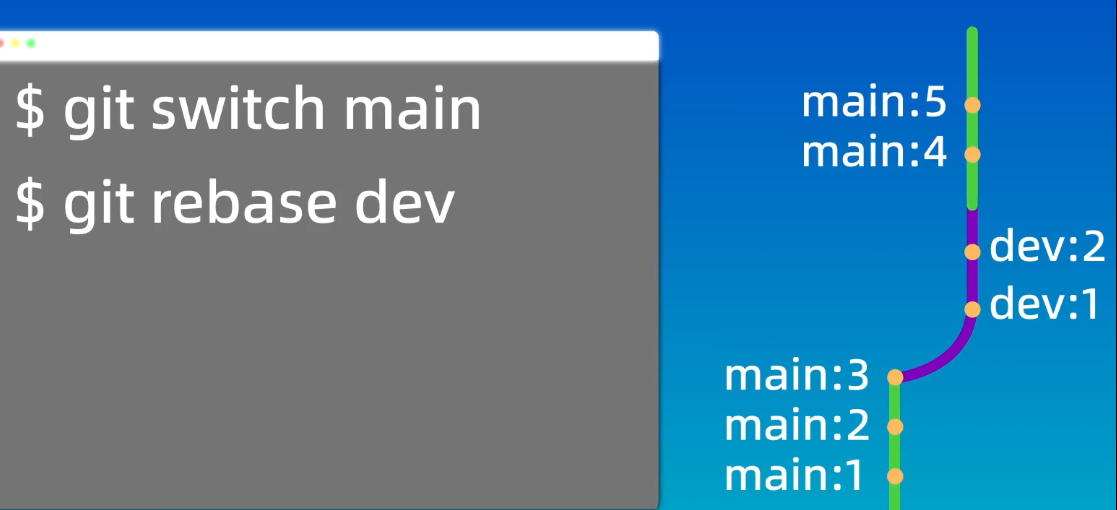 $ git switch main
$ git rebase dev
main:5
main:4
dev:2
dev:1
main:3
main:2
main:1